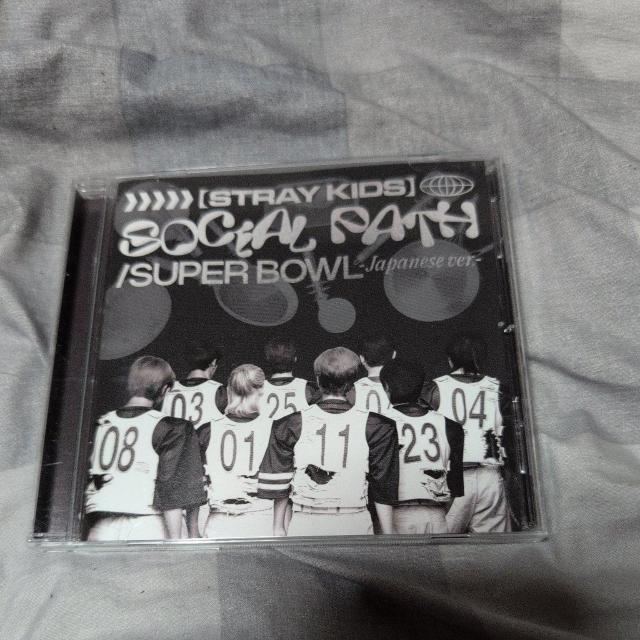 [STRAY KIDS]
SOCiAL PATH
/SUPER BOWL -Japanese ver.-
03
25
04
08
01
11
23